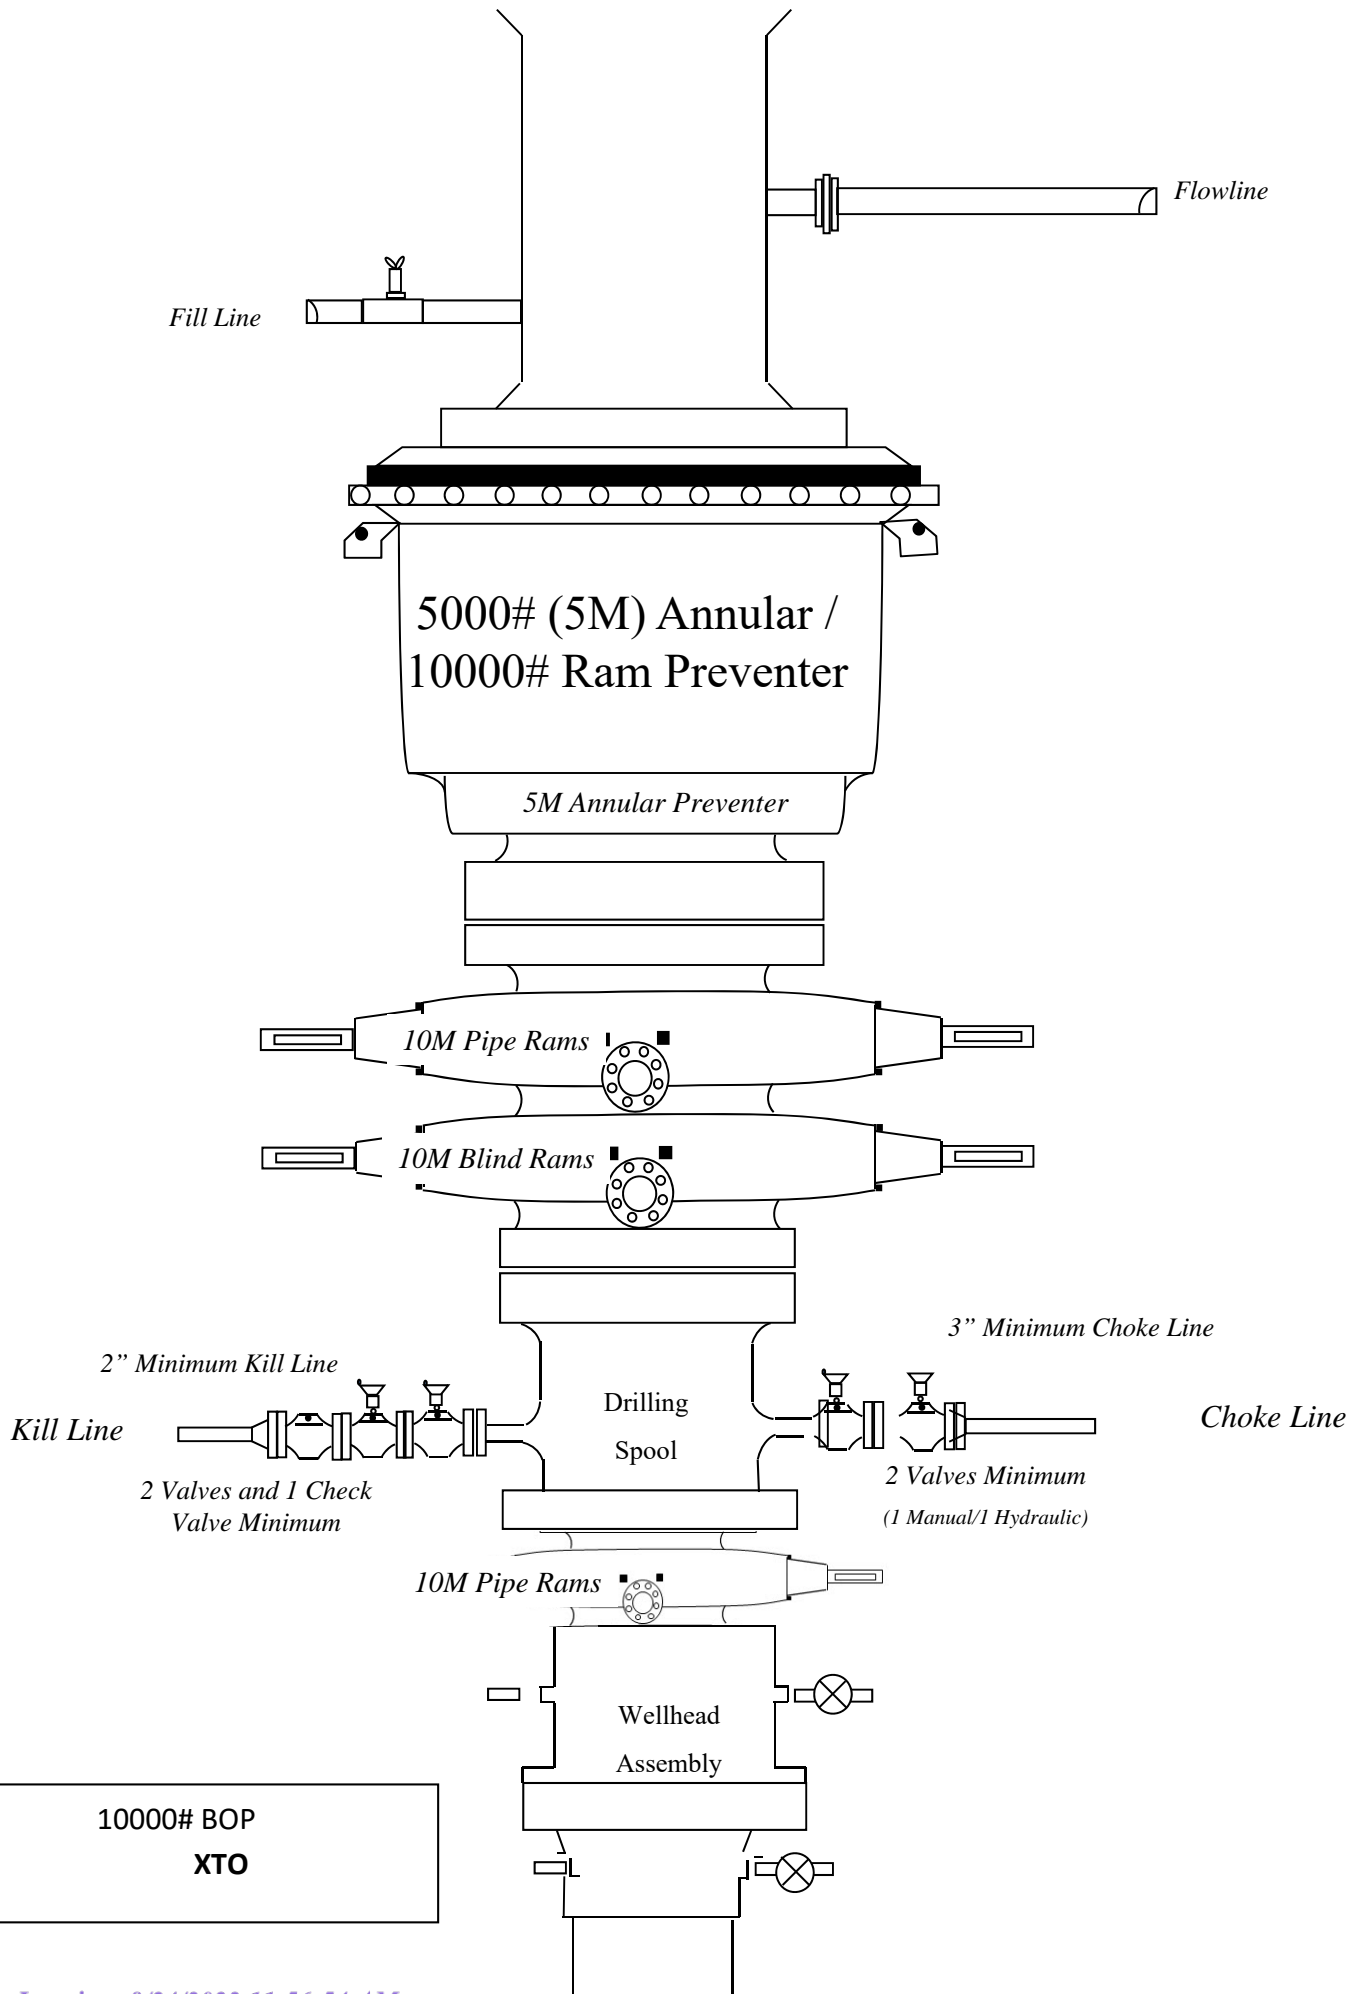 Flowline
Fill Line
5000# (5M) Annular /
10000# Ram Preventer
5M Annular Preventer
10M Pipe Rams
10M Blind Rams
3” Minimum Choke Line
2” Minimum Kill Line
Drilling
Spool
Kill Line
Choke Line
2 Valves and 1 Check
Valve Minimum
2 Valves Minimum
(1 Manual/1 Hydraulic)
10M Pipe Rams
Wellhead
Assembly
10000# BOP
XTO